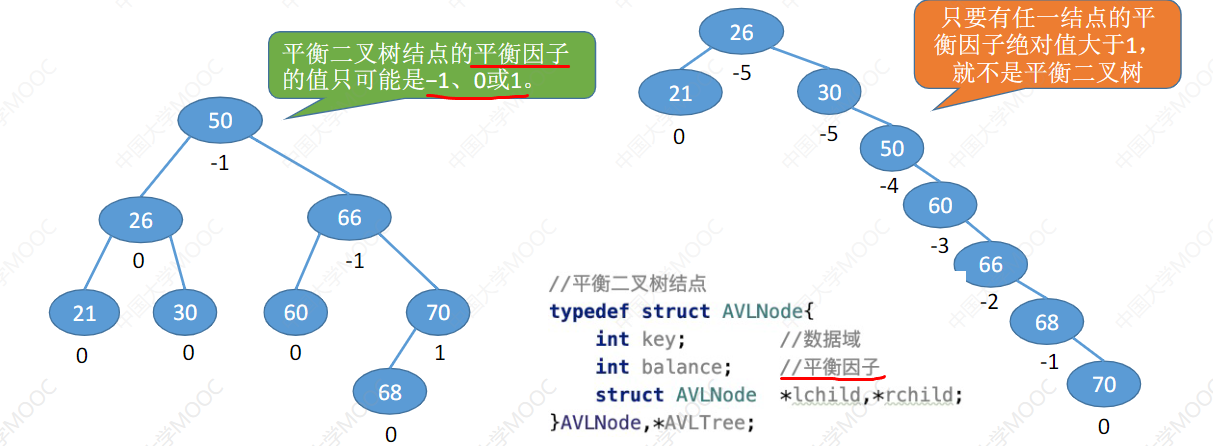 平衡二叉树结点的平衡因子
的值只可能是–1、0或1。
只要有任一结点的平
衡因子绝对值大于1，
就不是平衡二叉树
50
-1
26
0
66
-1
21
0
30
0
60
0
70
1
68
0
26
-5
21
0
30
-5
50
-4
60
-3
66
-2
68
-1
70
0
//平衡二叉树结点
typedef struct AVLNode{
int key; //数据域
int balance; //平衡因子
struct AVLNode *lchild,*rchild;
}AVLNode,*AVLTree;
中国大学MOOC